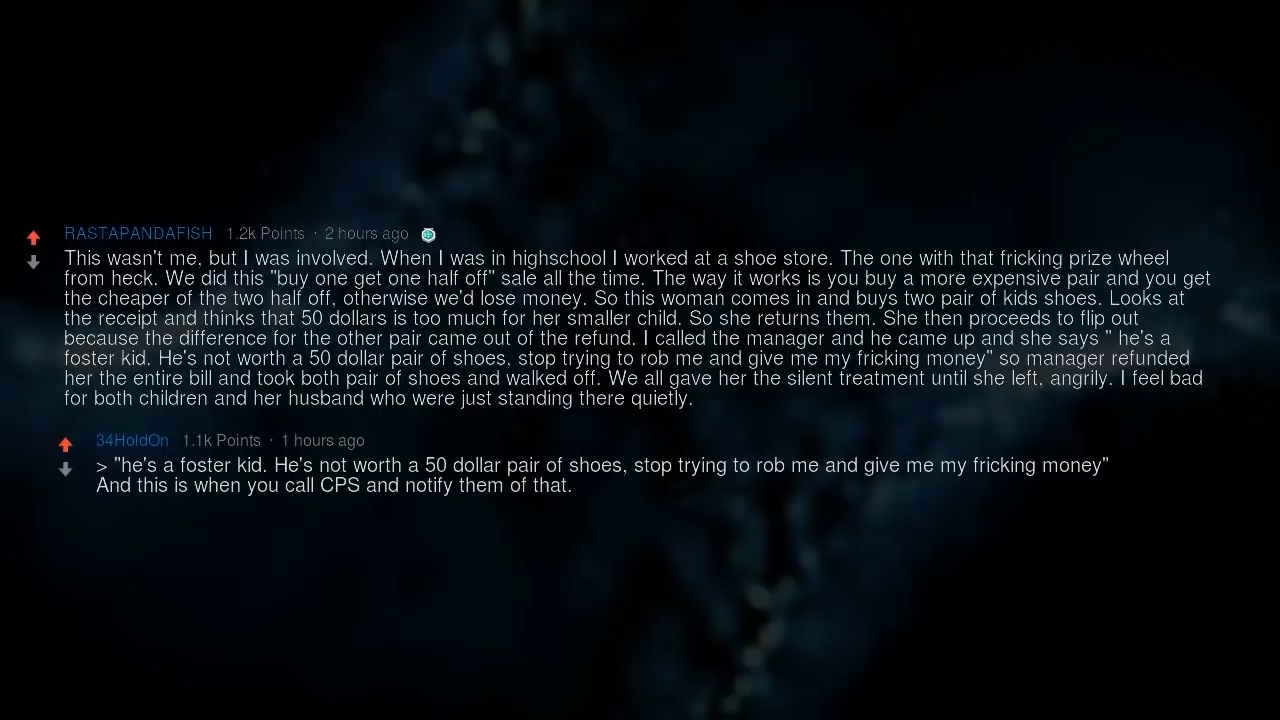 RASTAPANDAFISH 1.2k Points · 2 hours ago
This wasn't me, but I was involved. When I was in highschool I worked at a shoe store. The one with that fricking prize wheel
from heck. We did this "buy one get one half off" sale all the time. The way it works is you buy a more expensive pair and you get
the cheaper of the two half off, otherwise we'd lose money. So this woman comes in and buys two pair of kids shoes. Looks at
the receipt and thinks that 50 dollars is too much for her smaller child. So she returns them. She then proceeds to flip out
because the difference for the other pair came out of the refund. I called the manager and he came up and she says " he's a
foster kid. He's not worth a 50 dollar pair of shoes, stop trying to rob me and give me my fricking money" so manager refunded
her the entire bill and took both pair of shoes and walked off. We all gave her the silent treatment until she left, angrily. I feel bad
for both children and her husband who were just standing there quietly.
34HoldOn 1.1k Points · 1 hours ago
> "he's a foster kid. He's not worth a 50 dollar pair of shoes, stop trying to rob me and give me my fricking money"
And this is when you call CPS and notify them of that.